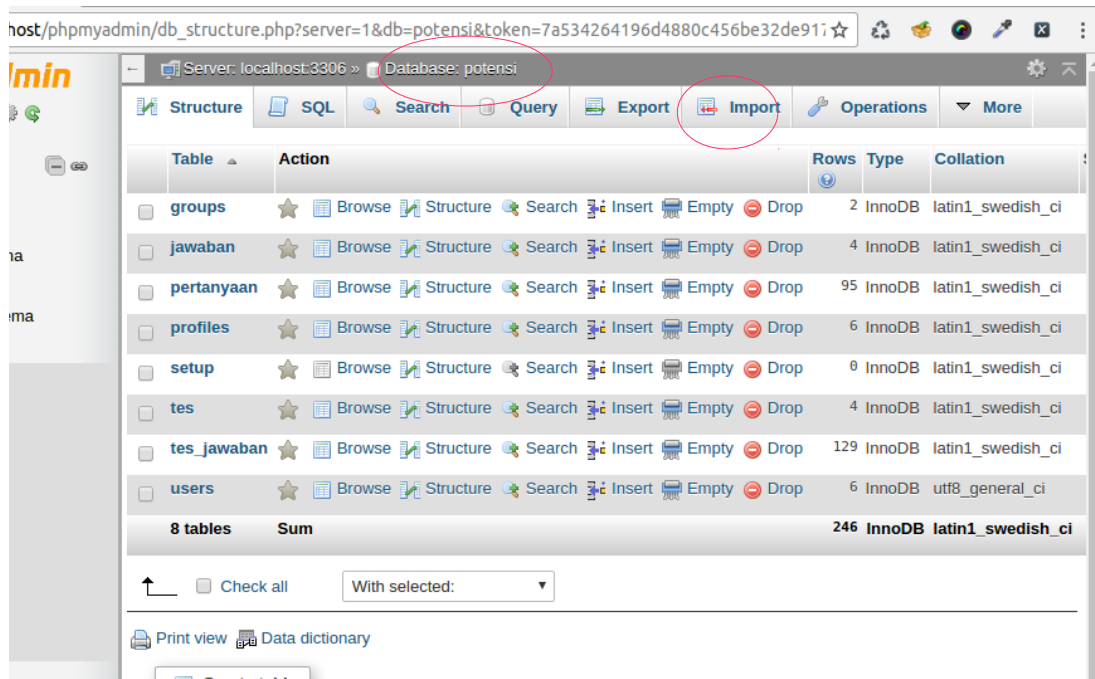 host/phpmyadmin/db_structure.php?server=1&db=potensi&token=7a534264196d4880c456be32de917
dmin
Server: localhost:3306 » Database: potensi
Structure SQL Search Query Export Import Operations More
Table Action Rows Type Collation
groups Browse Structure Search Insert Empty Drop 2 InnoDB latin1_swedish_ci
jawaban Browse Structure Search Insert Empty Drop 4 InnoDB latin1_swedish_ci
na
pertanyaan Browse Structure Search Insert Empty Drop 95 InnoDB latin1_swedish_ci
ema
profiles Browse Structure Search Insert Empty Drop 6 InnoDB latin1_swedish_ci
setup Browse Structure Search Insert Empty Drop 0 InnoDB latin1_swedish_ci
tes Browse Structure Search Insert Empty Drop 4 InnoDB latin1_swedish_ci
tes_jawaban Browse Structure Search Insert Empty Drop 129 InnoDB latin1_swedish_ci
users Browse Structure Search Insert Empty Drop 6 InnoDB utf8_general_ci
8 tables Sum 246 InnoDB latin1_swedish_ci
Check all With selected:
Print view Data dictionary